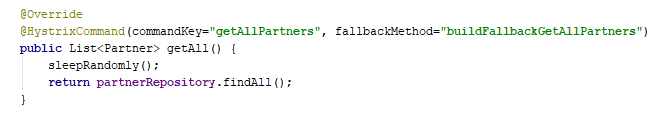 @Override
@HystrixCommand(commandKey="getAllPartners", fallbackMethod="buildFallbackGetAllPartners")
public List<Partner> getAll() {
    sleepRandomly();
    return partnerRepository.findAll();
}